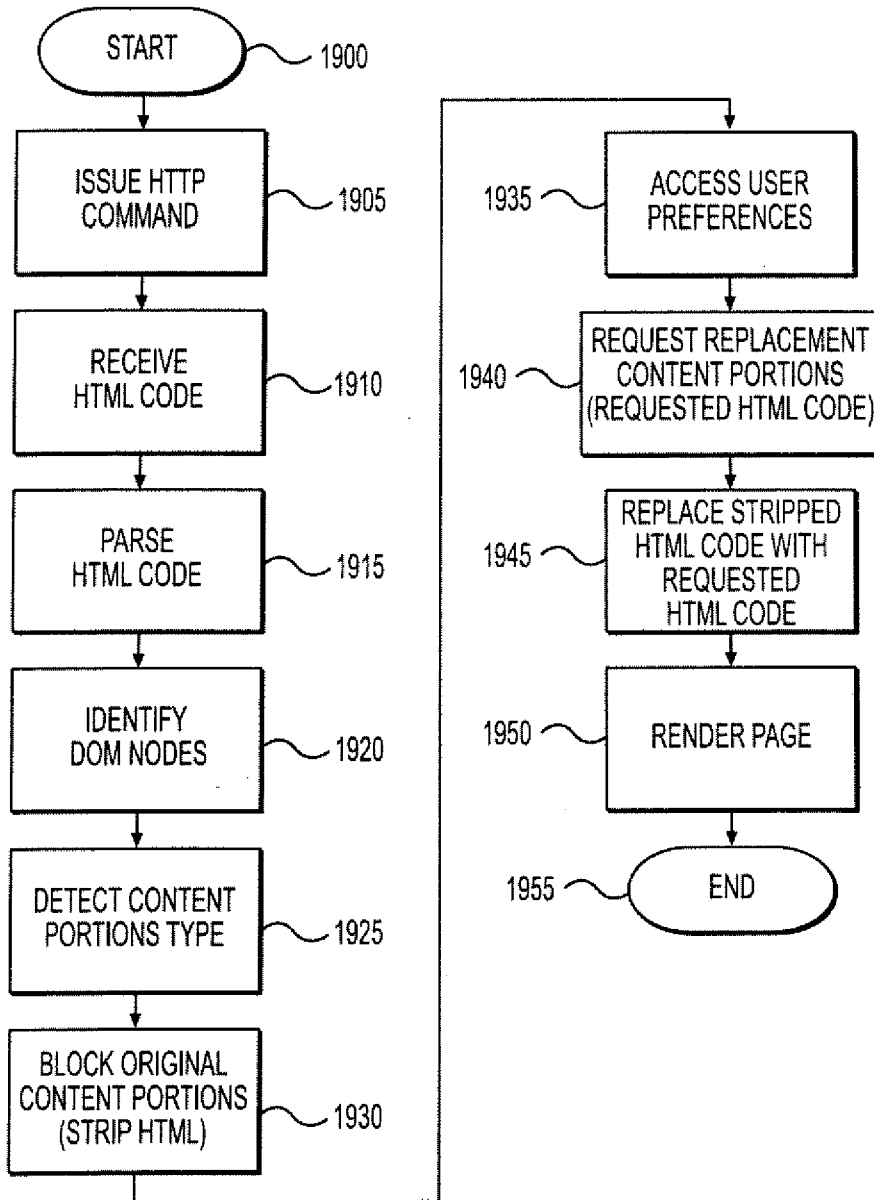 START
1900
ISSUE HTTP
COMMAND
1905
RECEIVE
HTML CODE
1910
PARSE
HTML CODE
1915
IDENTIFY
DOM NODES
1920
DETECT CONTENT
PORTIONS TYPE
1925
BLOCK ORIGINAL
CONTENT PORTIONS
(STRIP HTML)
1930
1935
ACCESS USER
PREFERENCES
1940
REQUEST REPLACEMENT
CONTENT PORTIONS
(REQUESTED HTML CODE)
1945
REPLACE STRIPPED
HTML CODE WITH
REQUESTED
HTML CODE
1950
RENDER PAGE
1955
END